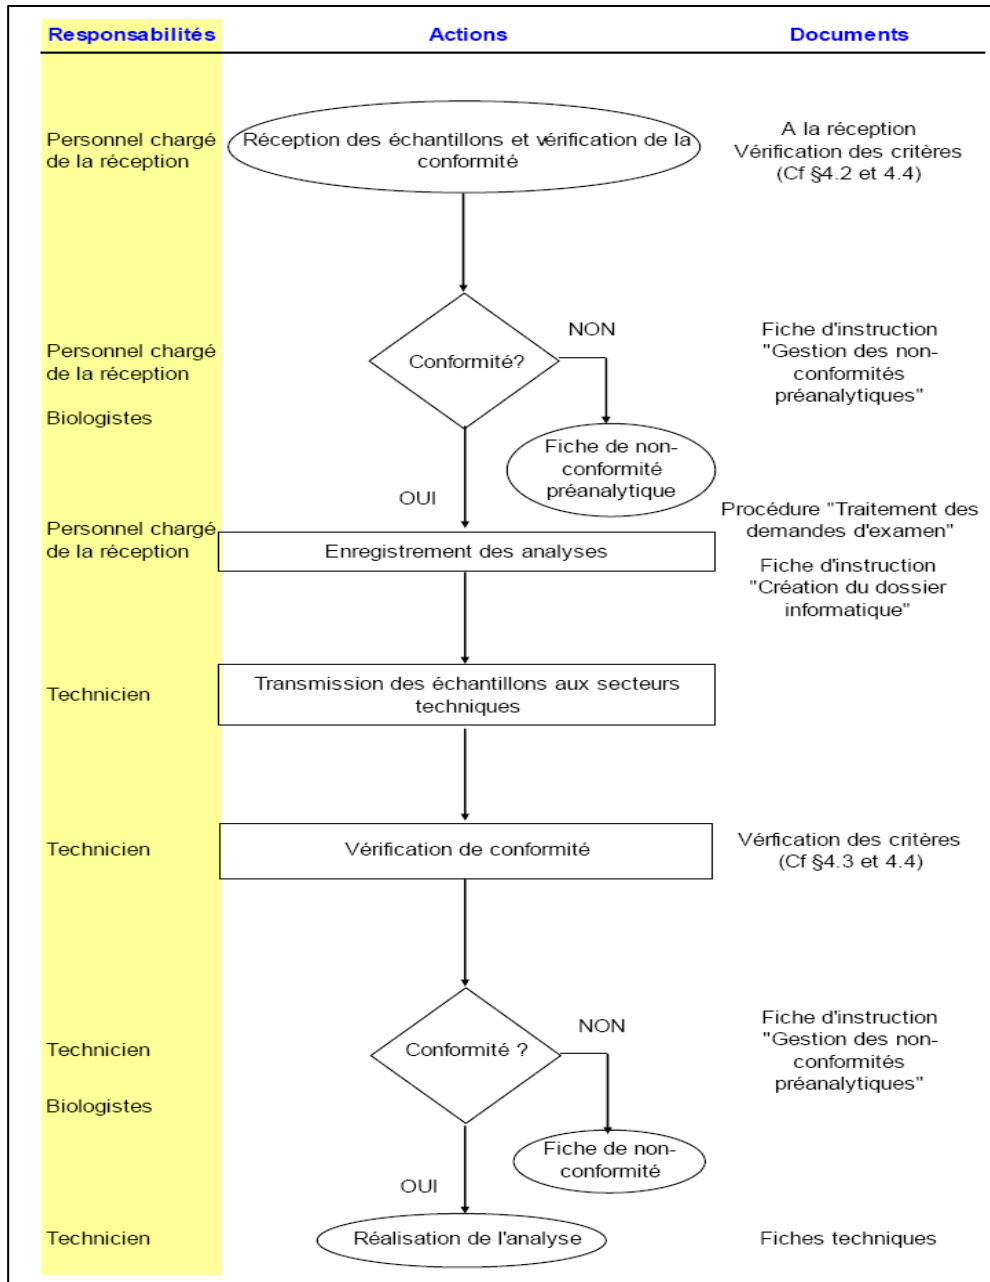 Responsabilités
Actions
Documents
Personnel chargé
de la réception
Réception des échantillons et vérification de la
conformité
A la réception
Vérification des critères
(Cf §4.2 et 4.4)
Personnel chargé
de la réception
Biologistes
Conformité?
NON
Fiche d'instruction
"Gestion des non-
conformités
préanalytiques"
Fiche de non-
conformité
préanalytique
OUI
Personnel chargé
de la réception
Enregistrement des analyses
Procédure "Traitement des
demandes d'examen"
Fiche d'instruction
"Création du dossier
informatique"
Technicien
Transmission des échantillons aux secteurs
techniques
Technicien
Vérification de conformité
Vérfication des critères
(Cf §4.3 et 4.4)
Technicien
Biologistes
Conformité ?
NON
Fiche d'instruction
"Gestion des non-
conformités
préanalytiques"
Fiche de non-
conformité
OUI
Technicien
Réalisation de l'analyse
Fiches techniques